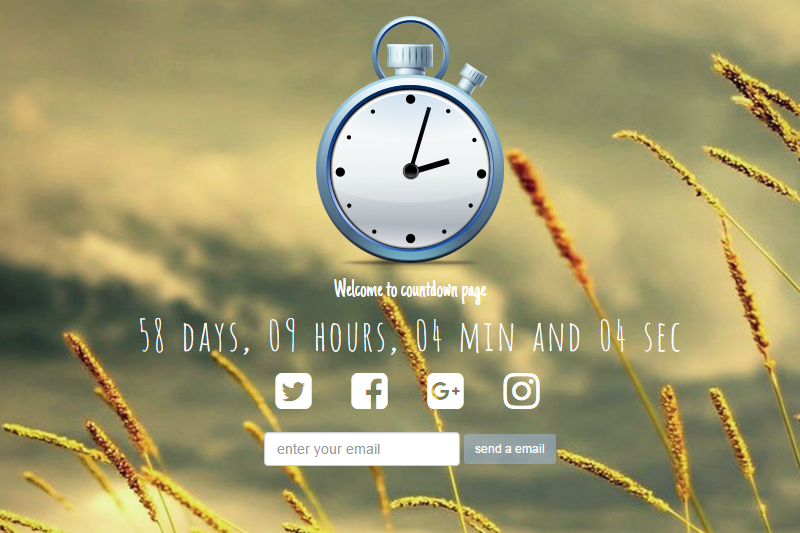 Welcome to countdown page
58 days, 09 hours, 04 min and 04 sec
enter your email send a email